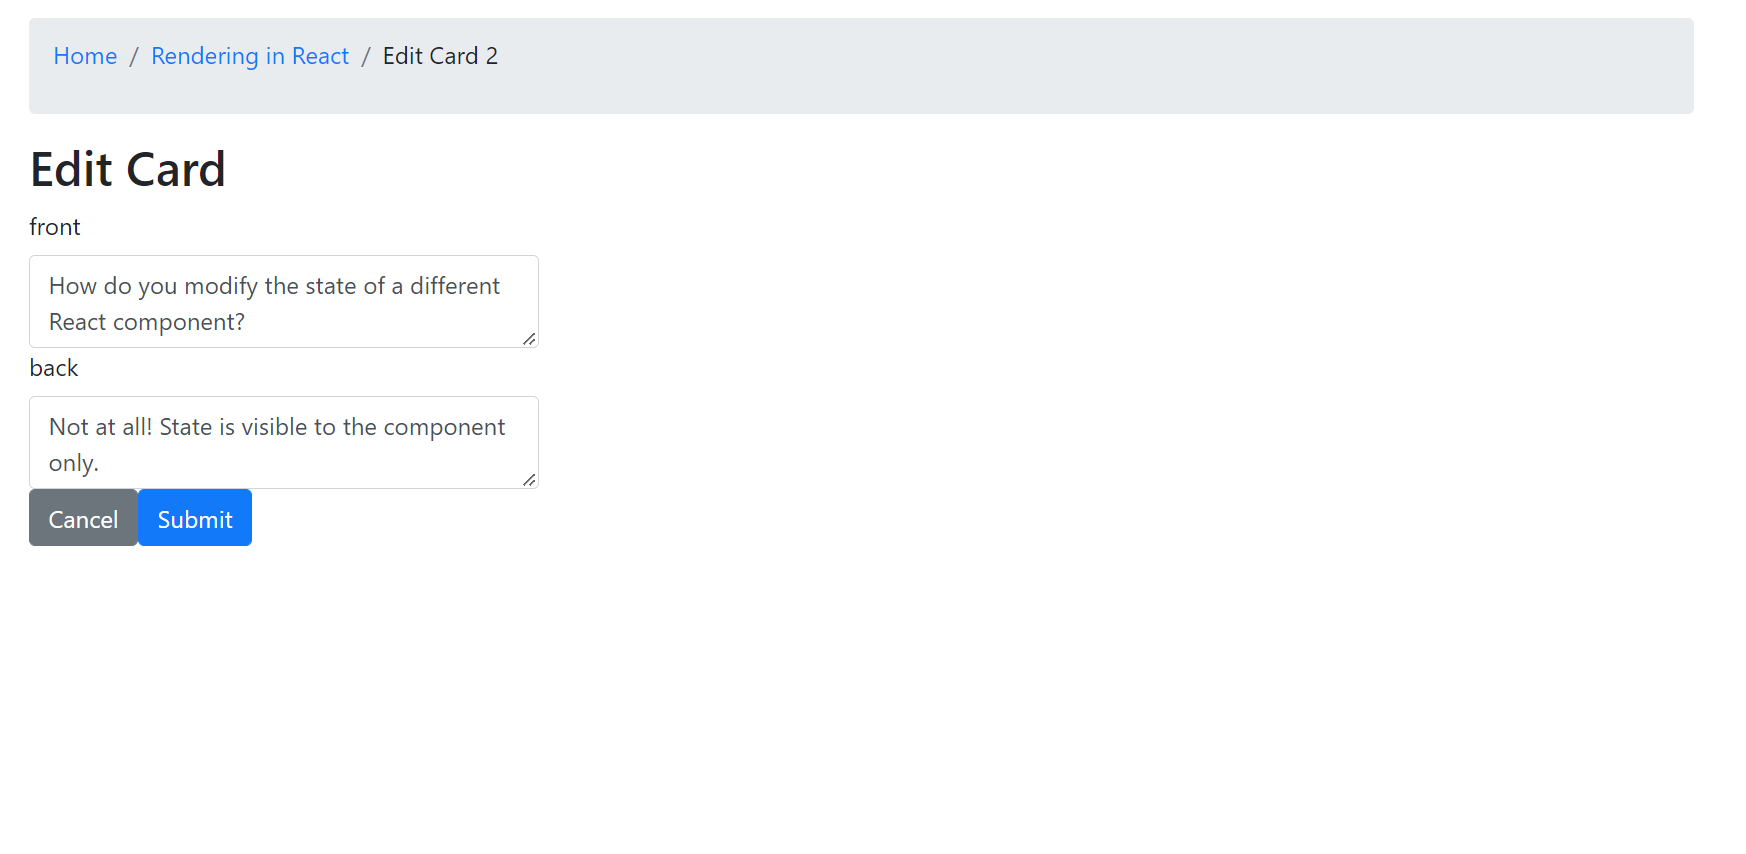 Home / Rendering in React / Edit Card 2
Edit Card
front
How do you modify the state of a different
React component?
back
Not at all! State is visible to the component
only.
Cancel Submit